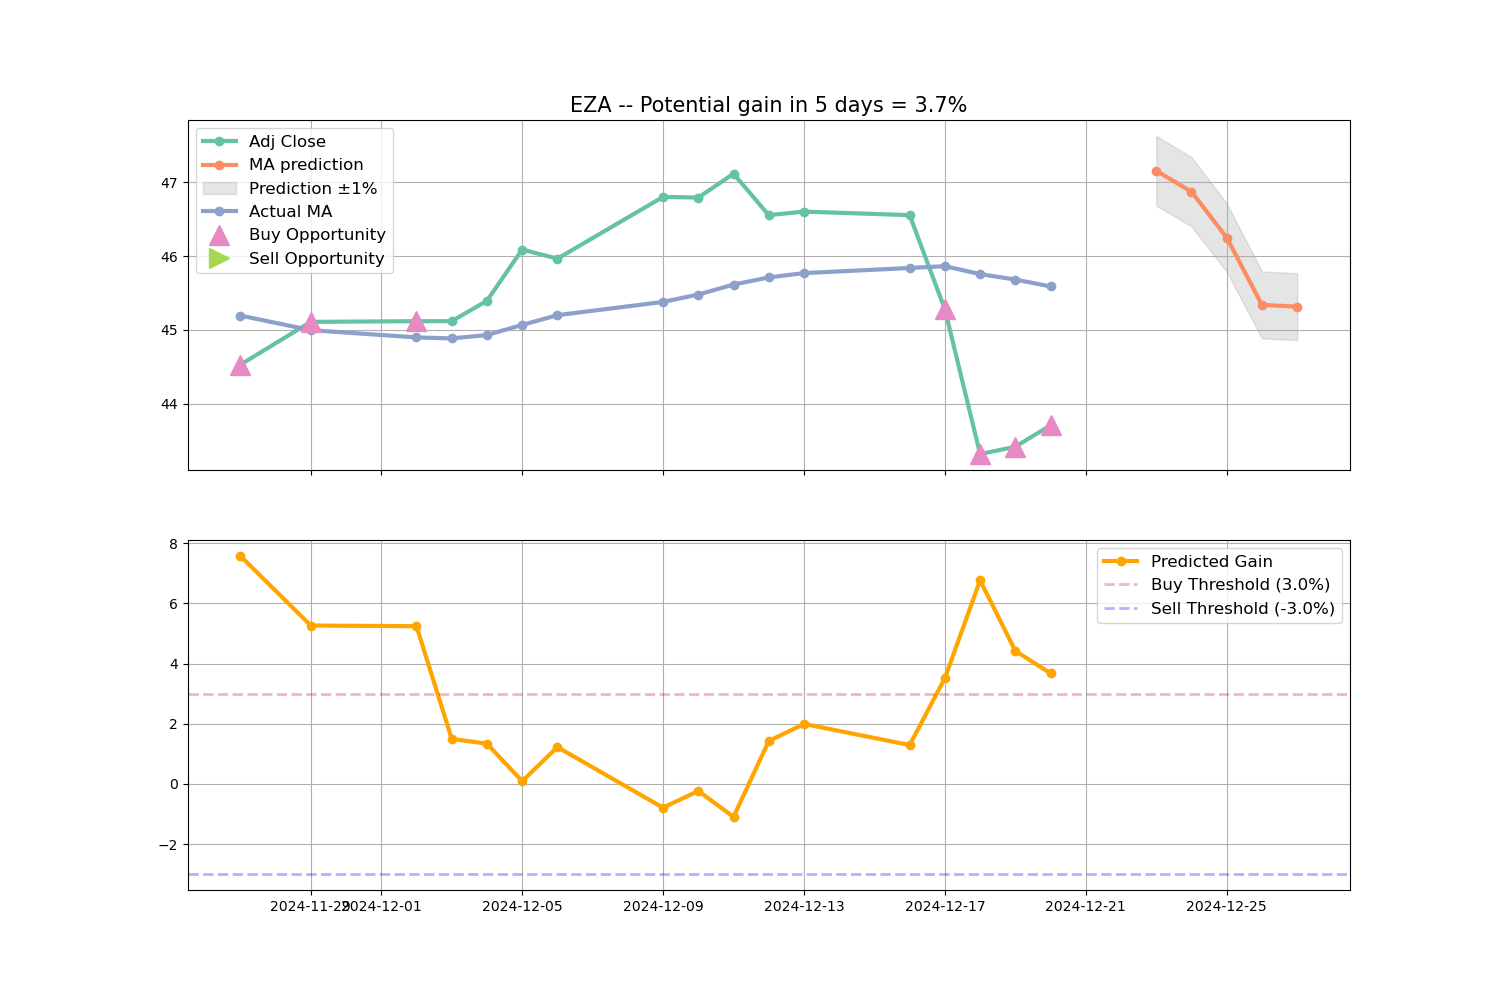 EZA -- Potential gain in 5 days = 3.7%
Adj Close
MA prediction
Prediction ±1%
Actual MA
Buy Opportunity
Sell Opportunity
47
46
45
44
8
6
4
2
0
−2
Predicted Gain
Buy Threshold (3.0%)
Sell Threshold (-3.0%)
2024-11-29 2024-12-01 2024-12-05 2024-12-09 2024-12-13 2024-12-17 2024-12-21 2024-12-25